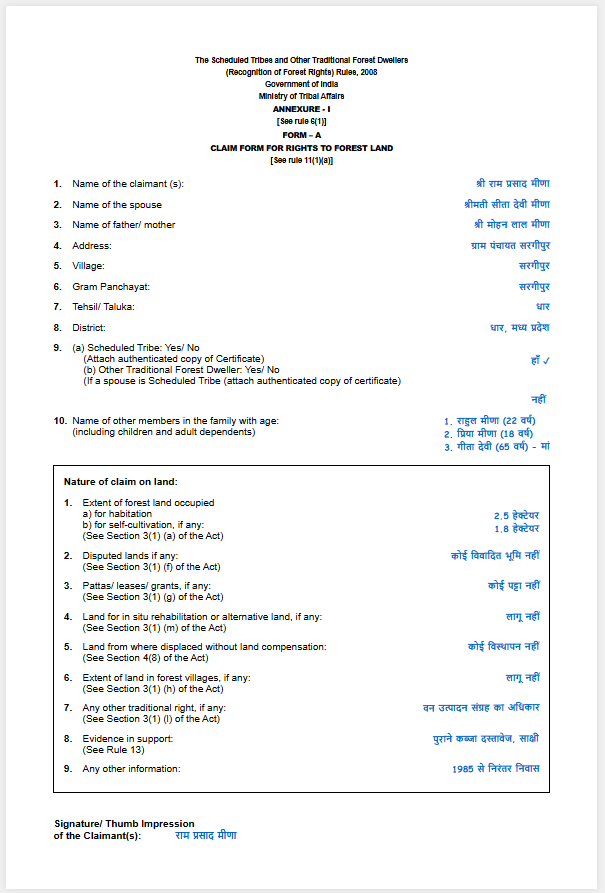 The Scheduled Tribes and Other Traditional Forest Dwellers
(Recognition of Forest Rights) Rules, 2008
Government of India
Ministry of Tribal Affairs
ANNEXURE - I
[See rule 6(1)]
FORM – A
CLAIM FORM FOR RIGHTS TO FOREST LAND
[See rule 11(1)(a)]
1. Name of the claimant (s): श्री राम प्रसाद मीणा
2. Name of the spouse श्रीमती सीता देवी मीणा
3. Name of father/ mother श्री मोहन लाल मीणा
4. Address: ग्राम पंचायत सरगीपुर
5. Village: सरगीपुर
6. Gram Panchayat: सरगीपुर
7. Tehsil/ Taluka: धार
8. District: धार, मध्य प्रदेश
9. (a) Scheduled Tribe: Yes/ No
(Attach authenticated copy of Certificate) हाँ ✓
(b) Other Traditional Forest Dweller: Yes/ No
(If a spouse is Scheduled Tribe (attach authenticated copy of certificate)
नहीं
10. Name of other members in the family with age: 1. राहुल मीणा (22 वर्ष)
(including children and adult dependents) 2. प्रिया मीणा (18 वर्ष)
3. गीता देवी (65 वर्ष) - मां
Nature of claim on land:
1. Extent of forest land occupied
a) for habitation 2.5 हेक्टेयर
b) for self-cultivation, if any: 1.8 हेक्टेयर
(See Section 3(1) (a) of the Act)
2. Disputed lands if any: कोई विवादित भूमि नहीं
(See Section 3(1) (f) of the Act)
3. Pattas/ leases/ grants, if any: कोई पट्टा नहीं
(See Section 3(1) (g) of the Act)
4. Land for in situ rehabilitation or alternative land, if any: लागू नहीं
(See Section 3(1) (m) of the Act)
5. Land from where displaced without land compensation: कोई विस्थापन नहीं
(See Section 4(8) of the Act)
6. Extent of land in forest villages, if any: लागू नहीं
(See Section 3(1) (h) of the Act)
7. Any other traditional right, if any: वन उत्पादन संग्रह का अधिकार
(See Section 3(1) (l) of the Act)
8. Evidence in support: पुराने कब्जा दस्तावेज, साक्षी
(See Rule 13)
9. Any other information: 1985 से निरंतर निवास
Signature/ Thumb Impression
of the Claimant(s): राम प्रसाद मीणा